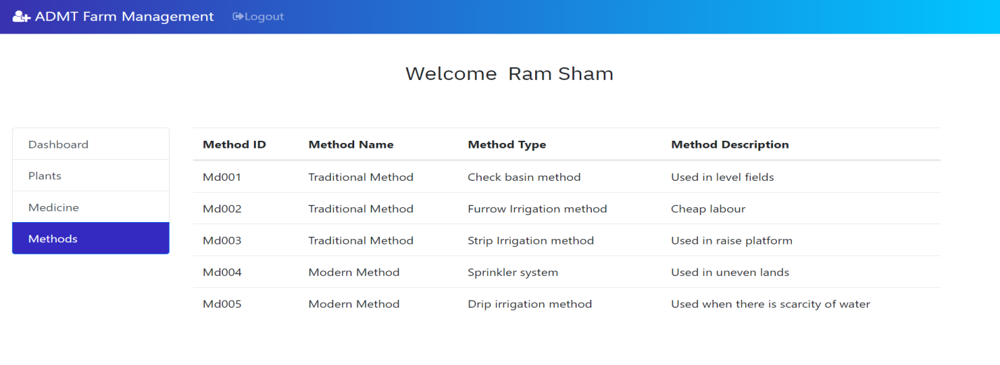 ADMT Farm Management Logout
Welcome Ram Sham
Dashboard
Plants
Medicine
Methods
Method ID Method Name Method Type Method Description
Md001 Traditional Method Check basin method Used in level fields
Md002 Traditional Method Furrow Irrigation method Cheap labour
Md003 Traditional Method Strip Irrigation method Used in raise platform
Md004 Modern Method Sprinkler system Used in uneven lands
Md005 Modern Method Drip irrigation method Used when there is scarcity of water